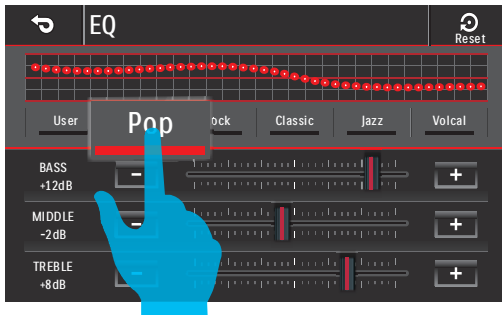 EQ
Reset
User
Pop
ock
Classic
Jazz
Volcal
BASS
+12dB
-
+
MIDDLE
-2dB
-
+
TREBLE
+8dB
-
+